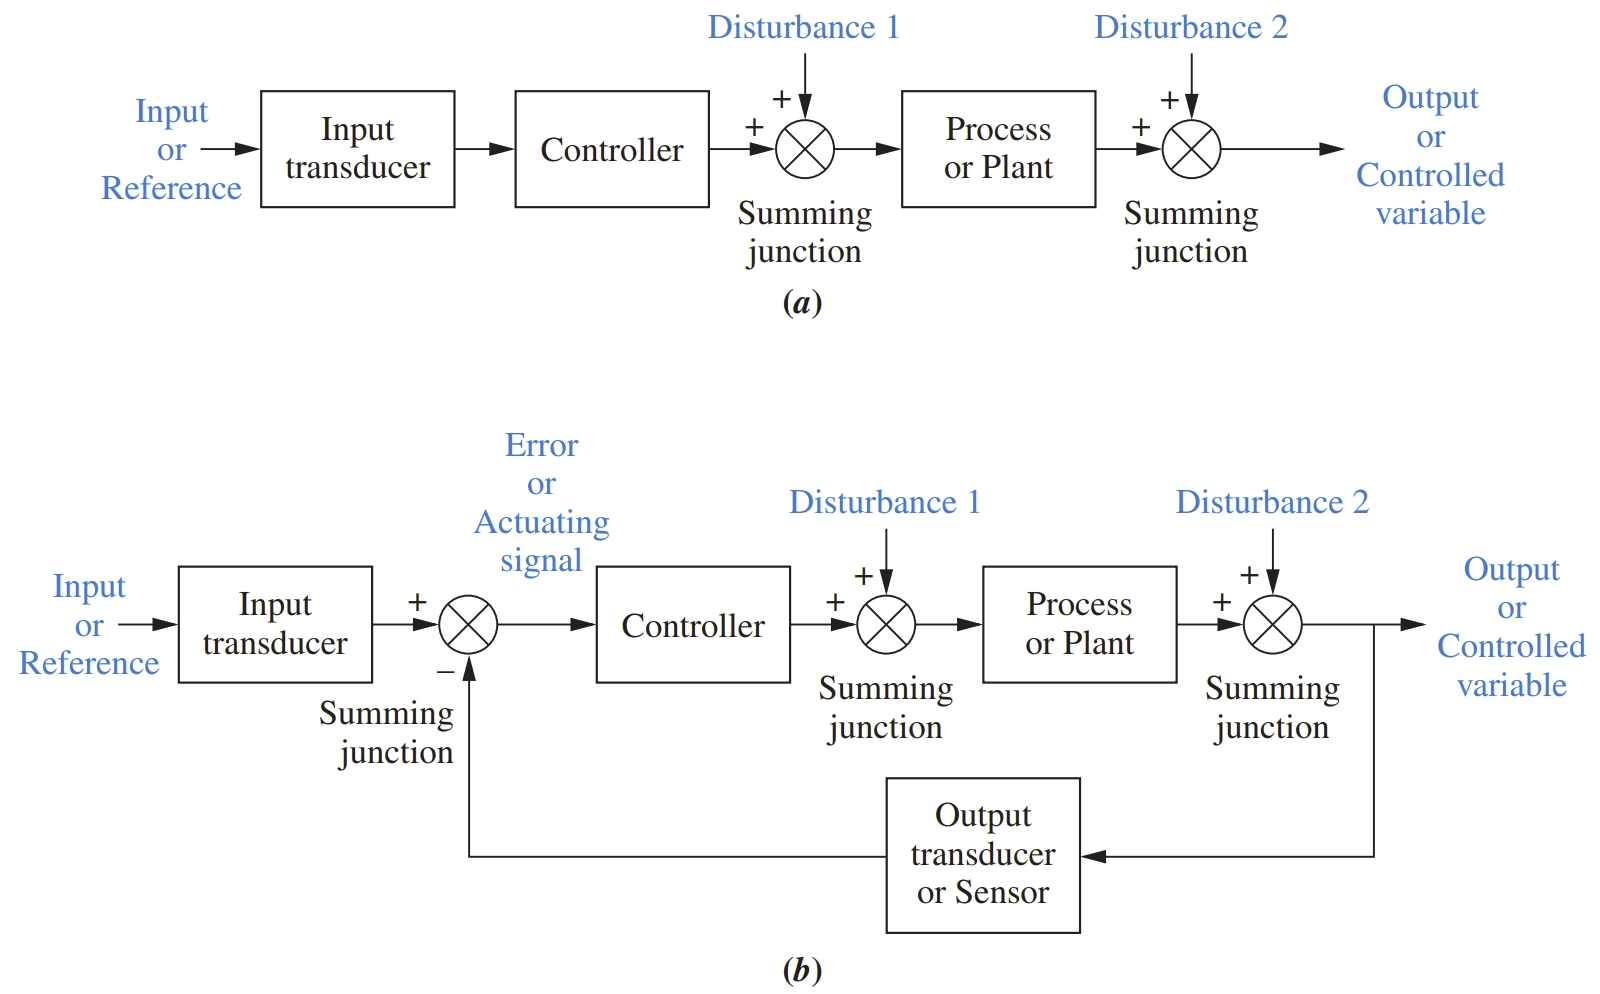 Disturbance 1
Disturbance 2
Input
or
Reference
Input
transducer
Controller
+
+
Summing
junction
Process
or Plant
+
+
Summing
junction
Output
or
Controlled
variable
(a)
Error
or
Actuating
signal
Disturbance 1
Disturbance 2
Input
or
Reference
Input
transducer
+
–
Summing
junction
Controller
+
+
Summing
junction
Process
or Plant
+
+
Summing
junction
Output
or
Controlled
variable
Output
transducer
or Sensor
(b)